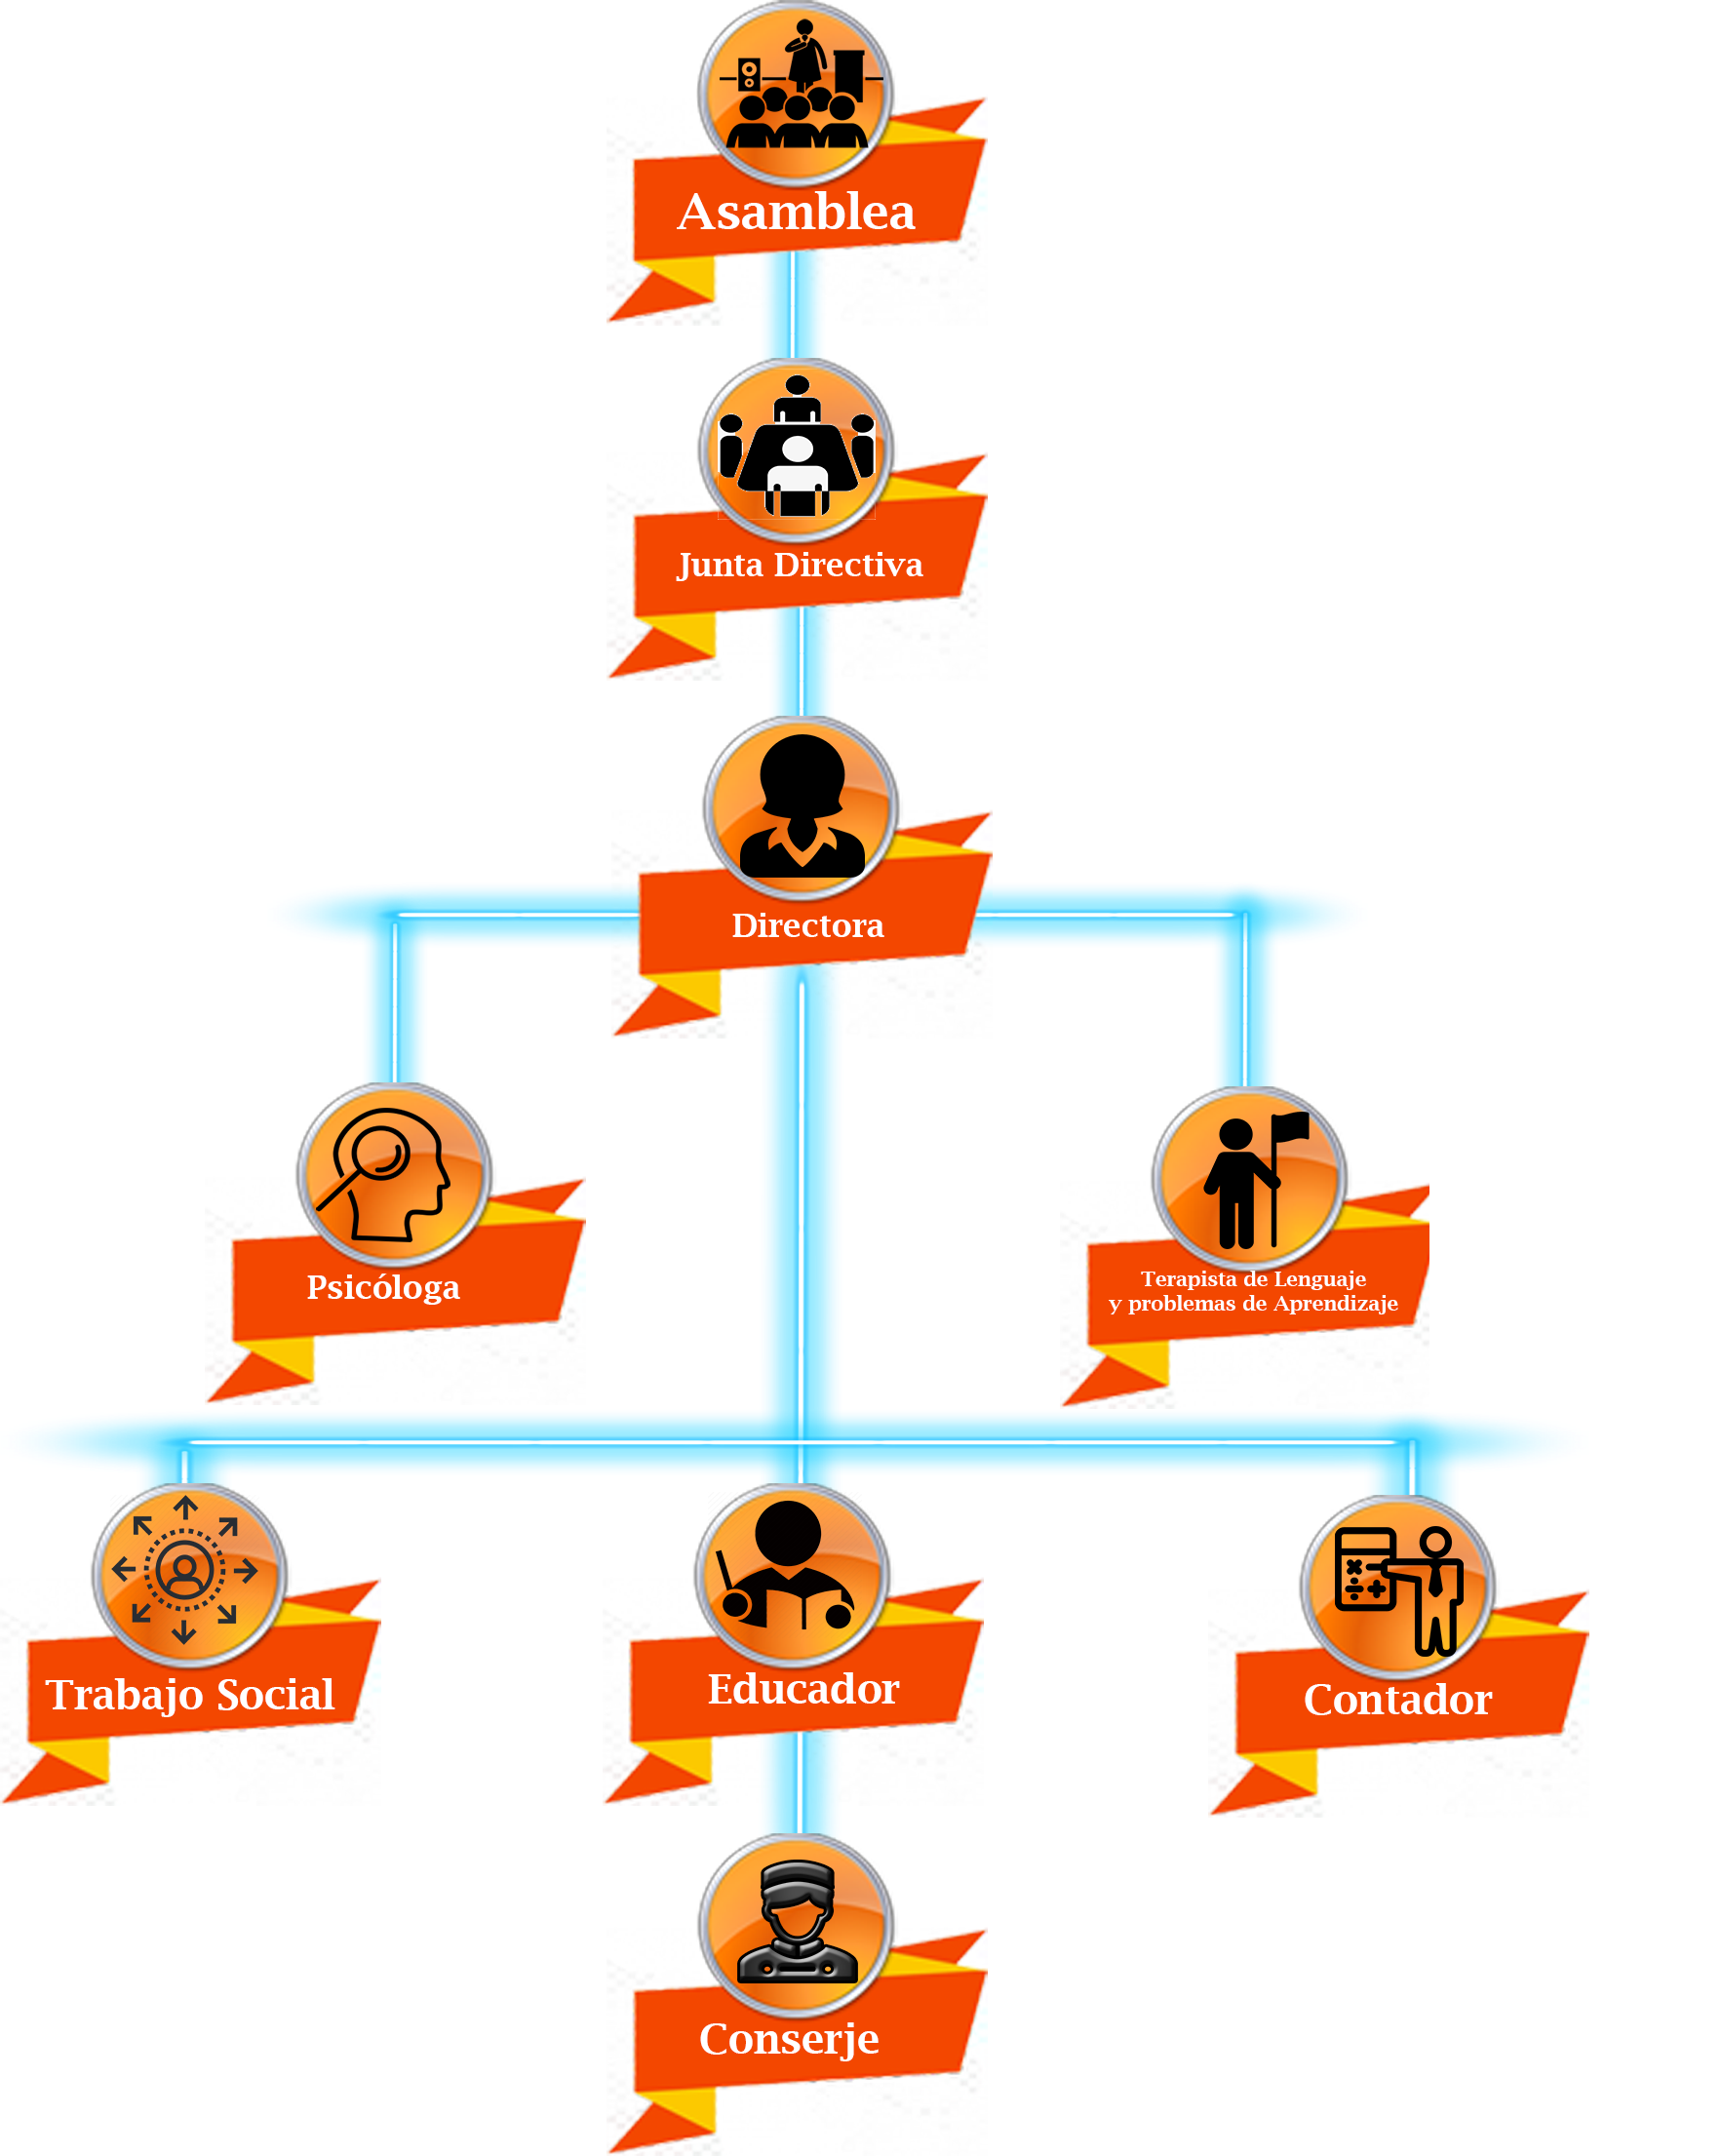 Asamblea
Junta Directiva
Directora
Psicóloga
Terapista de Lenguaje
y problemas de Aprendizaje
Trabajo Social
Educador
Contador
Conserje